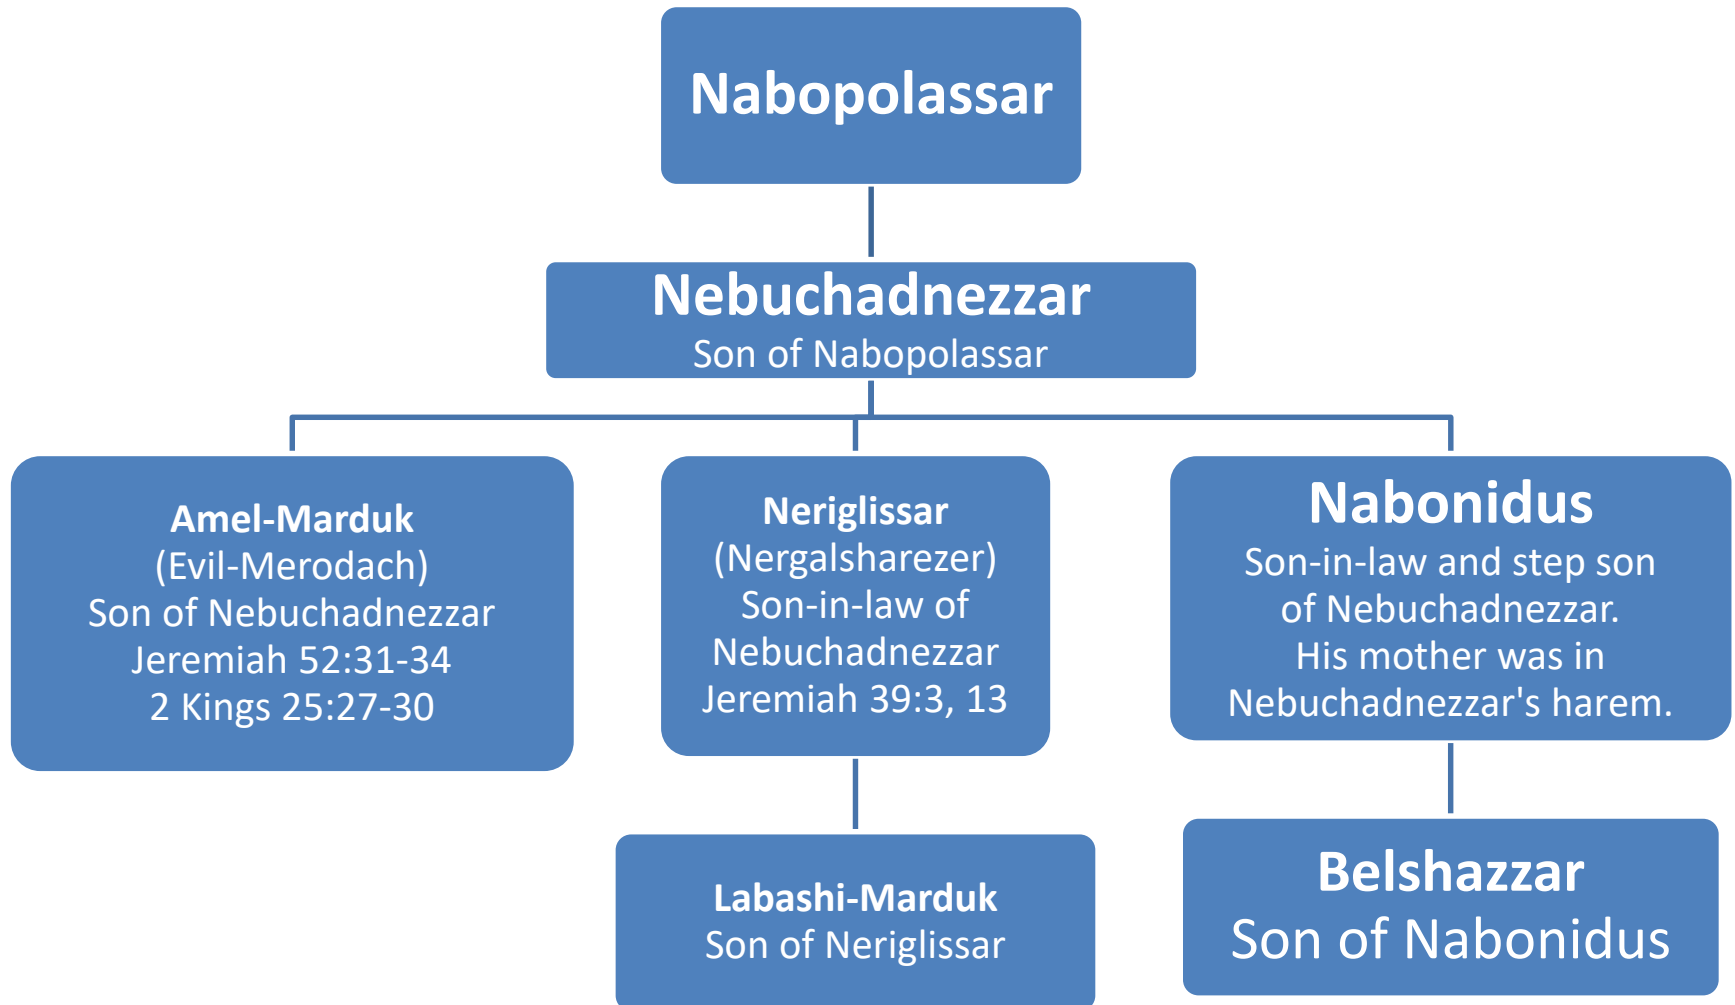 Nabopolassar
Nebuchadnezzar
Son of Nabopolassar
Amel-Marduk
(Evil-Merodach)
Son of Nebuchadnezzar
Jeremiah 52:31-34
2 Kings 25:27-30
Neriglissar
(Nergalsharezer)
Son-in-law of
Nebuchadnezzar
Jeremiah 39:3, 13
Nabonidus
Son-in-law and step son
of Nebuchadnezzar.
His mother was in
Nebuchadnezzar's harem.
Labashi-Marduk
Son of Neriglissar
Belshazzar
Son of Nabonidus